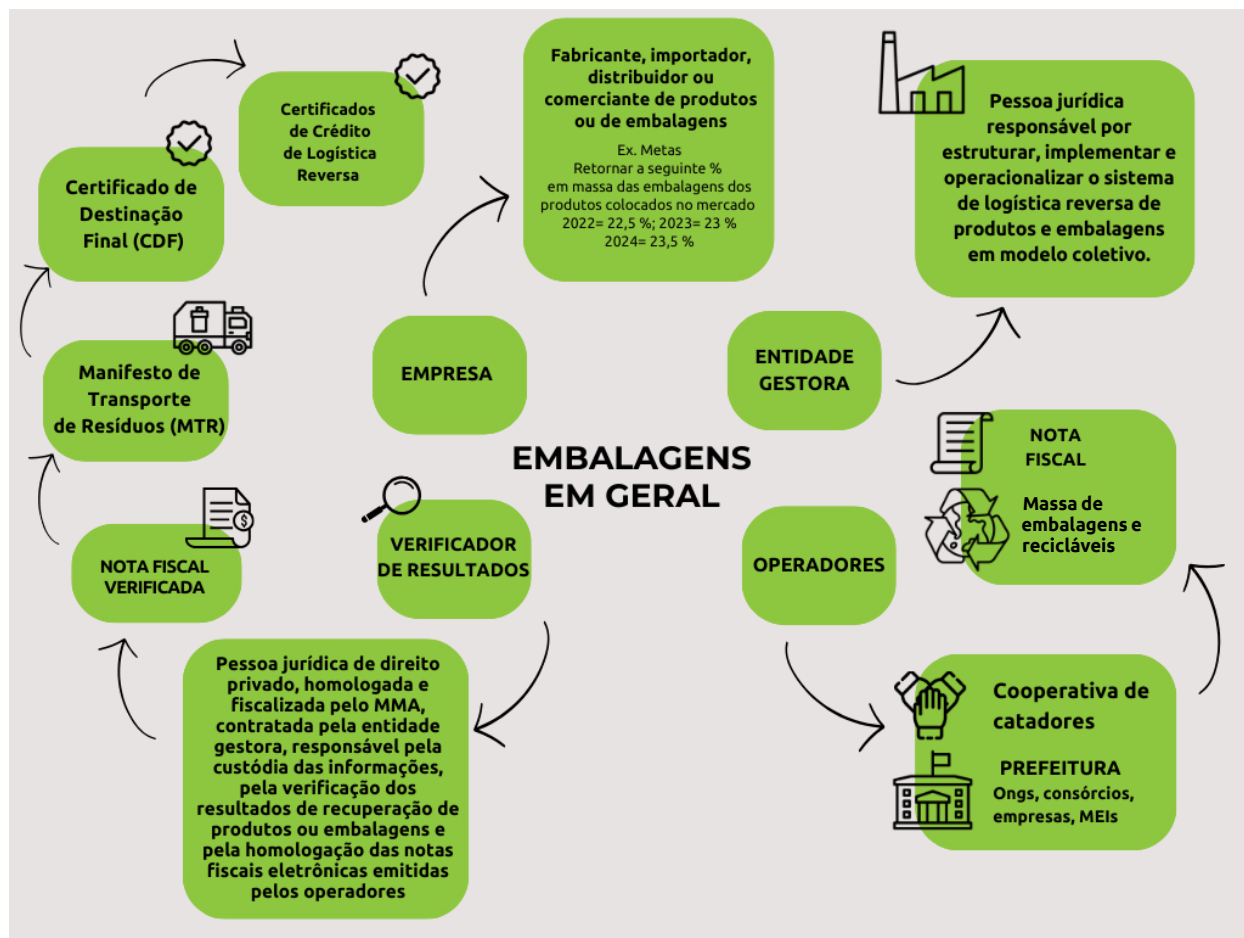 Certificados
de Crédito
de Logística
Reversa
Certificado de
Destinação
Final (CDF)
Manifesto de
Transporte
de Resíduos (MTR)
NOTA FISCAL
VERIFICADA
Fabricante, importador,
distribuidor ou
comerciante de produtos
ou de embalagens
Ex. Metas
Retornar a seguinte %
em massa das embalagens dos
produtos colocados no mercado
2022= 22,5 %; 2023= 23 %
2024= 23,5 %
EMPRESA
Pessoa jurídica
responsável por
estruturar, implementar e
operacionalizar o sistema
de logística reversa de
produtos e embalagens
em modelo coletivo.
ENTIDADE
GESTORA
EMBALAGENS
EM GERAL
VERIFICADOR
DE RESULTADOS
Pessoa jurídica de direito
privado, homologada e
fiscalizada pelo MMA,
contratada pela entidade
gestora, responsável pela
custódia das informações,
pela verificação dos
resultados de recuperação de
produtos ou embalagens e
pela homologação das notas
fiscais eletrônicas emitidas
pelos operadores
OPERADORES
NOTA
FISCAL
Massa de
embalagens e
recicláveis
Cooperativa de
catadores
PREFEITURA
Ongs, consórcios,
empresas, MEIs
$